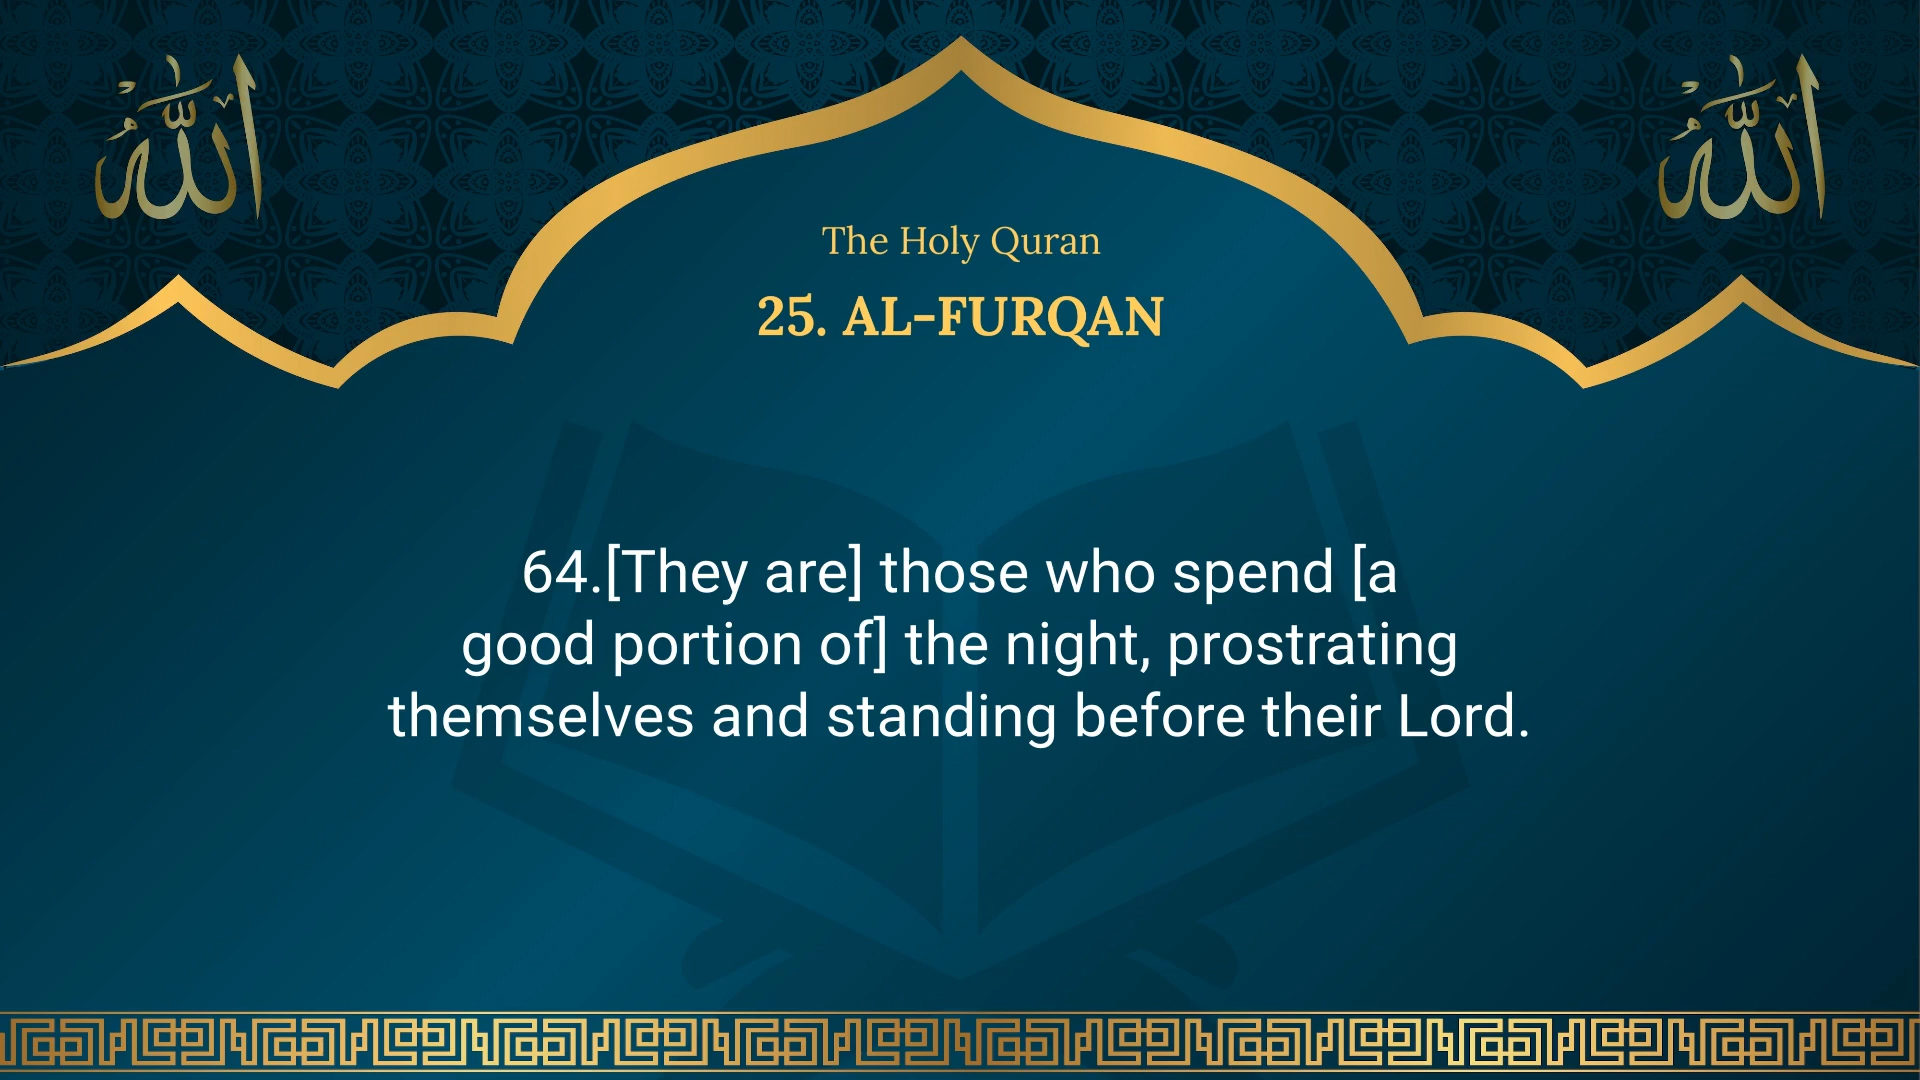 الله
الله
The Holy Quran
25. AL-FURQAN
64.[They are] those who spend [a
good portion of] the night, prostrating
themselves and standing before their Lord.